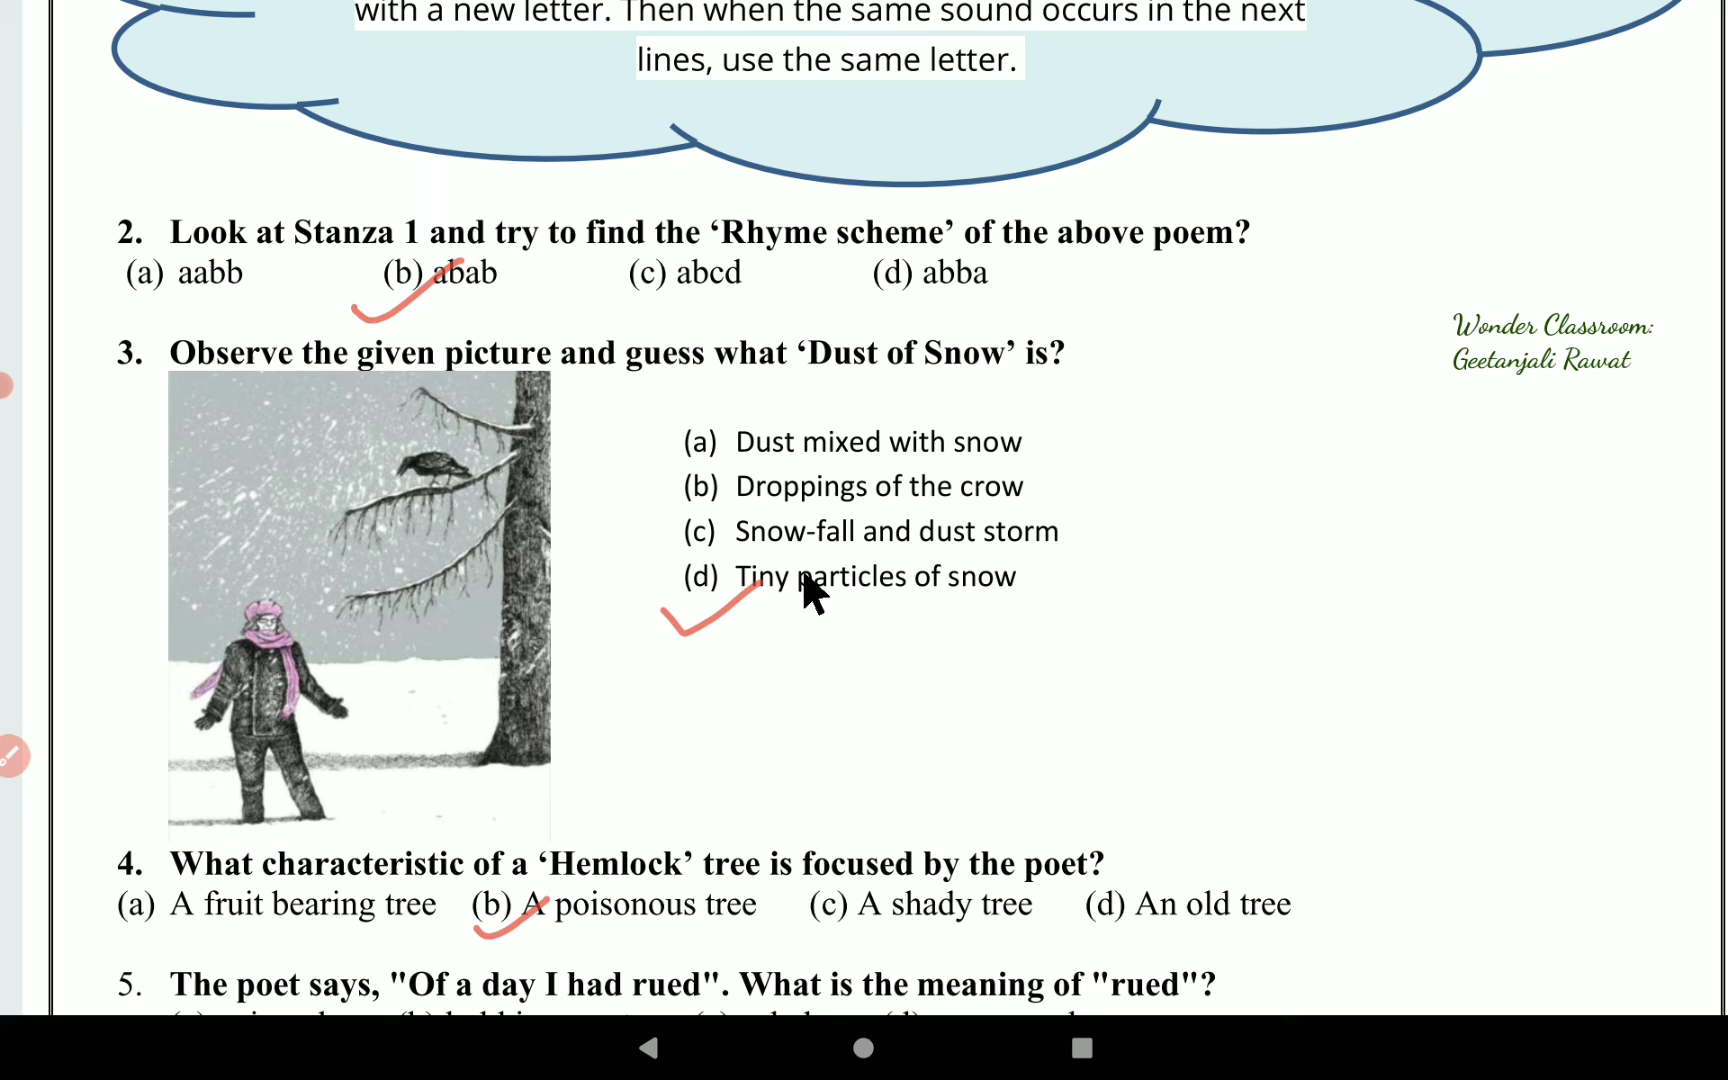 with a new letter. Then when the same sound occurs in the next
lines, use the same letter.
2. Look at Stanza 1 and try to find the ‘Rhyme scheme’ of the above poem?
(a) aabb (b) abab (c) abcd (d) abba
Wonder Classroom:
Geetanjali Rawat
3. Observe the given picture and guess what ‘Dust of Snow’ is?
(a) Dust mixed with snow
(b) Droppings of the crow
(c) Snow-fall and dust storm
(d) Tiny particles of snow
4. What characteristic of a ‘Hemlock’ tree is focused by the poet?
(a) A fruit bearing tree (b) A poisonous tree (c) A shady tree (d) An old tree
5. The poet says, "Of a day I had rued". What is the meaning of "rued"?